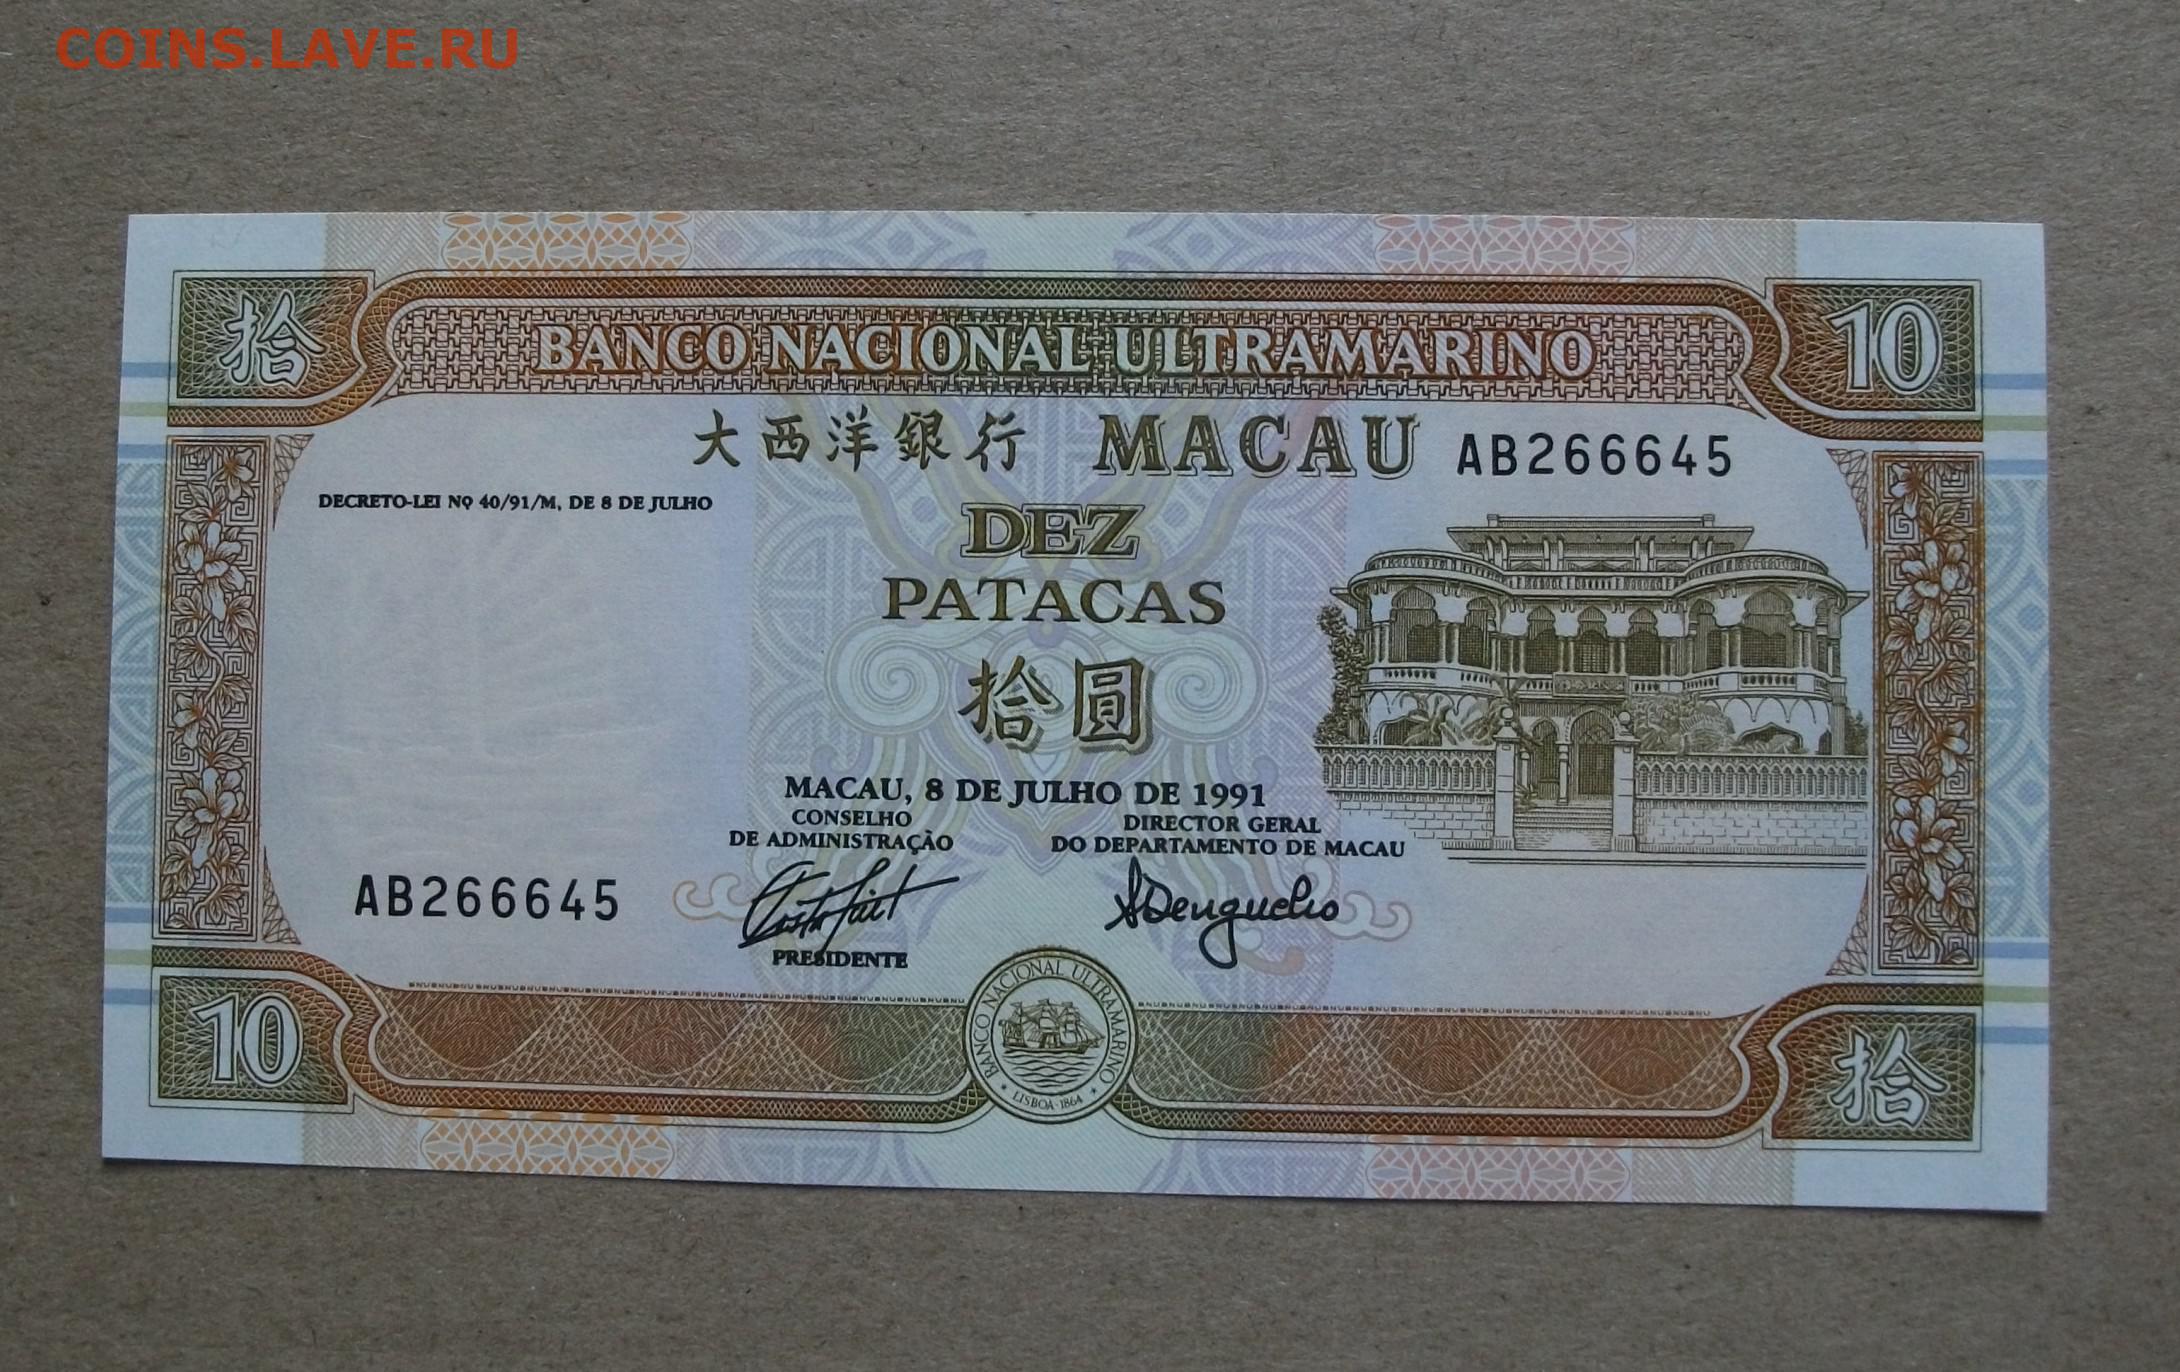 COINS.LAVE.RU
拾
BANCO NACIONAL ULTRAMARINO
10
大西洋銀行 MACAU AB266645
DECRETO-LEI Nº 40/91/M, DE 8 DE JULHO
DEZ
PATACAS
拾圓
MACAU, 8 DE JULHO DE 1991
CONSELHO
DE ADMINISTRAÇÃO
DIRECTOR GERAL
DO DEPARTAMENTO DE MACAU
AB266645
PRESIDENTE
10
BANCO NACIONAL ULTRAMARINO
LISBOA·1864
拾